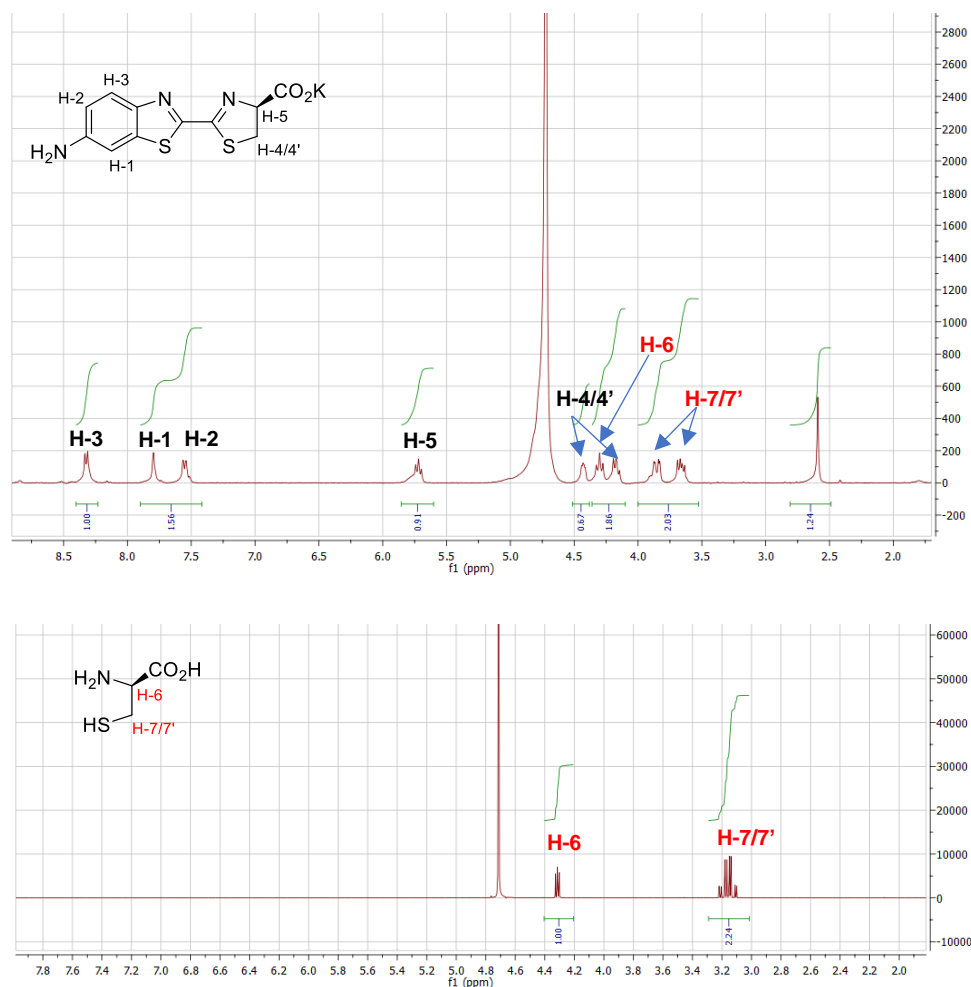 H-3
H-2
H₂N
H-1
N
S
N
S
CO₂K
H-5
H-4/4'
2800
2600
2400
2200
2000
1800
1600
1400
1200
1000
800
600
400
200
0
-200
H-6
H-4/4’
H-7/7’
H-3
H-1
H-2
H-5
1.00
1.56
0.91
0.67
1.86
2.03
1.24
8.5 8.0 7.5 7.0 6.5 6.0 5.5 5.0 4.5 4.0 3.5 3.0 2.5 2.0
f1 (ppm)
H₂N
CO₂H
H-6
HS
H-7/7'
60000
50000
40000
30000
20000
10000
0
-10000
H-6
H-7/7’
1.00
2.24
7.8 7.6 7.4 7.2 7.0 6.8 6.6 6.4 6.2 6.0 5.8 5.6 5.4 5.2 5.0 4.8 4.6 4.4 4.2 4.0 3.8 3.6 3.4 3.2 3.0 2.8 2.6 2.4 2.2 2.0
f1 (ppm)